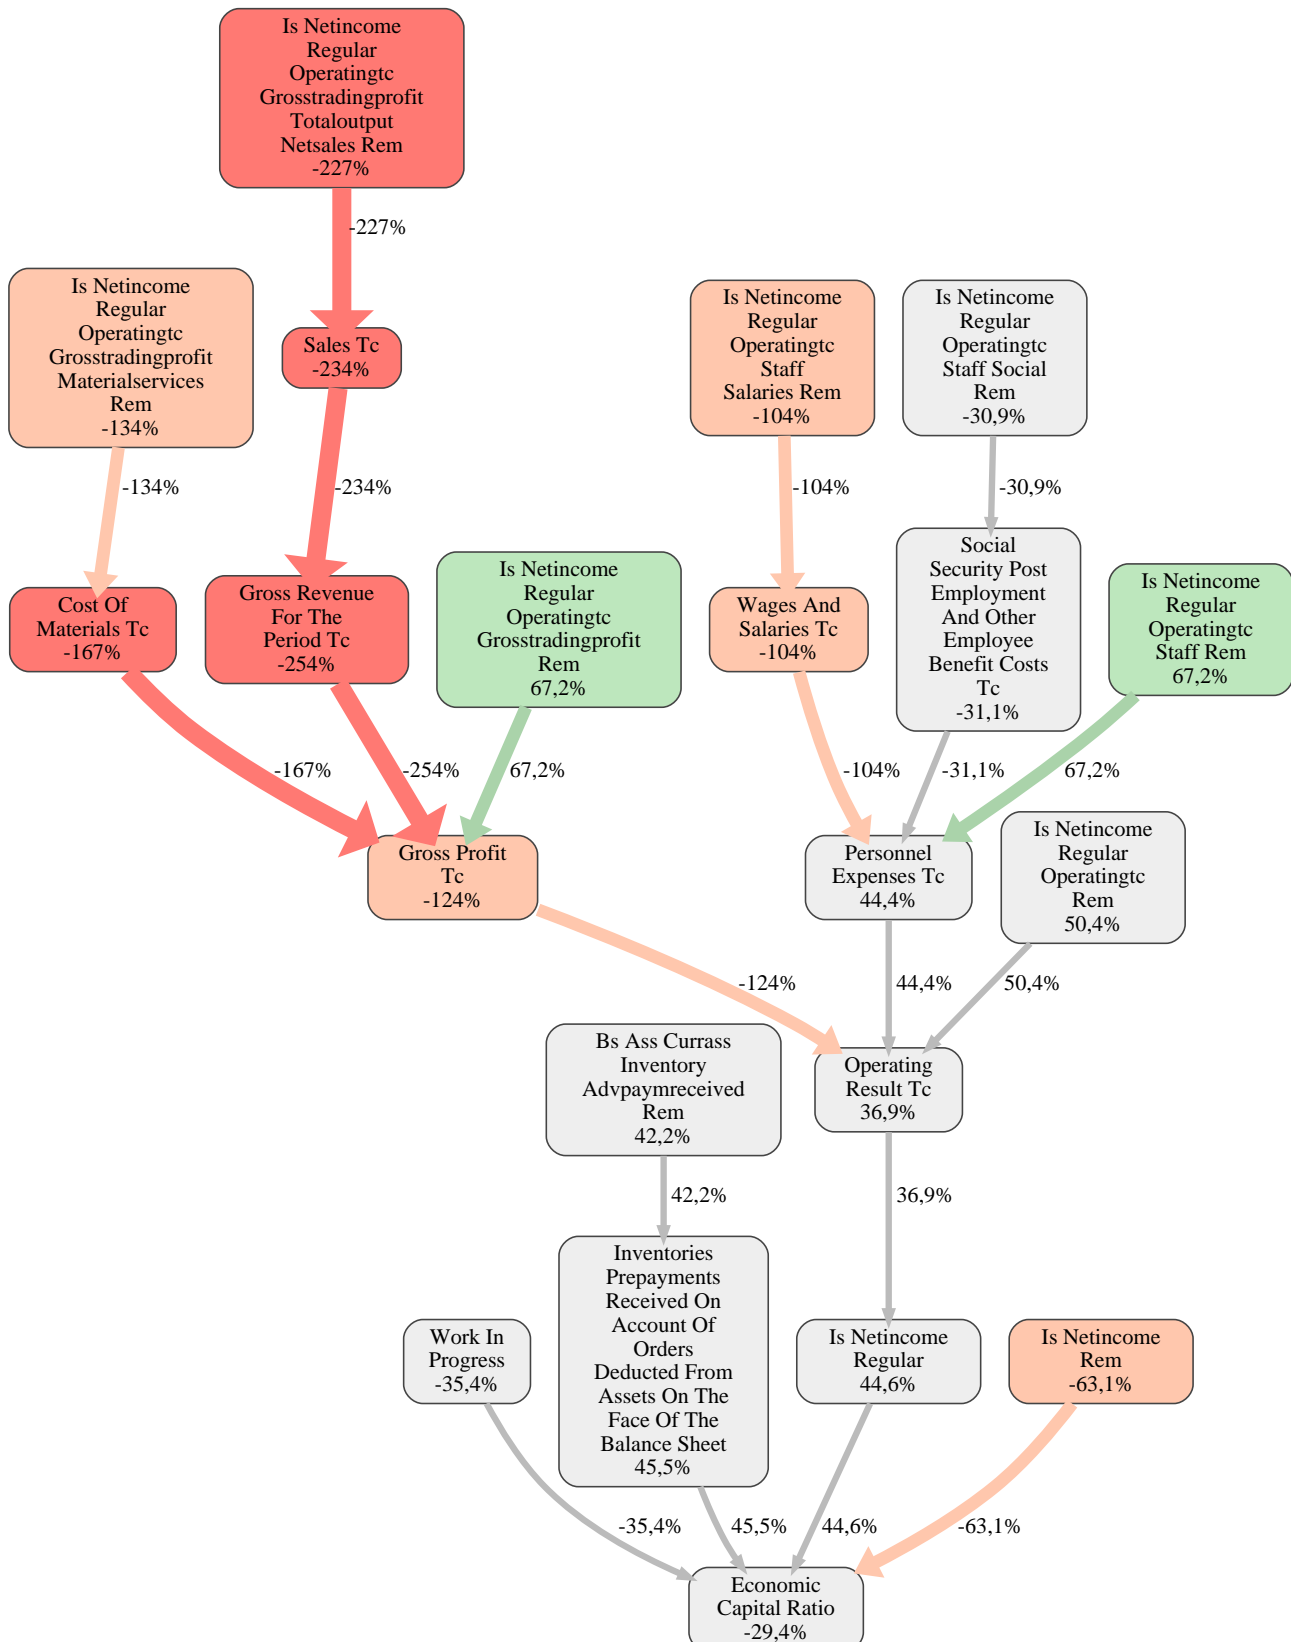 Is Netincome
Regular
Operatingtc
Grosstradingprofit
Totaloutput
Netsales Rem
-227%
-227%
Is Netincome
Regular
Operatingtc
Grosstradingprofit
Materialservices
Rem
-134%
Sales Tc
-234%
Is Netincome
Regular
Operatingtc
Staff
Salaries Rem
-104%
Is Netincome
Regular
Operatingtc
Staff Social
Rem
-30,9%
-134%
-234%
-104%
-30,9%
Cost Of
Materials Tc
-167%
Gross Revenue
For The
Period Tc
-254%
Is Netincome
Regular
Operatingtc
Grosstradingprofit
Rem
67,2%
Wages And
Salaries Tc
-104%
Social
Security Post
Employment
And Other
Employee
Benefit Costs
Tc
-31,1%
Is Netincome
Regular
Operatingtc
Staff Rem
67,2%
-167%
-254%
67,2%
-104%
-31,1%
67,2%
Gross Profit
Tc
-124%
Personnel
Expenses Tc
44,4%
Is Netincome
Regular
Operatingtc
Rem
50,4%
-124%
44,4%
50,4%
Bs Ass Currass
Inventory
Advpaymreceived
Rem
42,2%
Operating
Result Tc
36,9%
42,2%
36,9%
Work In
Progress
-35,4%
Inventories
Prepayments
Received On
Account Of
Orders
Deducted From
Assets On The
Face Of The
Balance Sheet
45,5%
Is Netincome
Regular
44,6%
Is Netincome
Rem
-63,1%
-35,4%
45,5%
44,6%
-63,1%
Economic
Capital Ratio
-29,4%